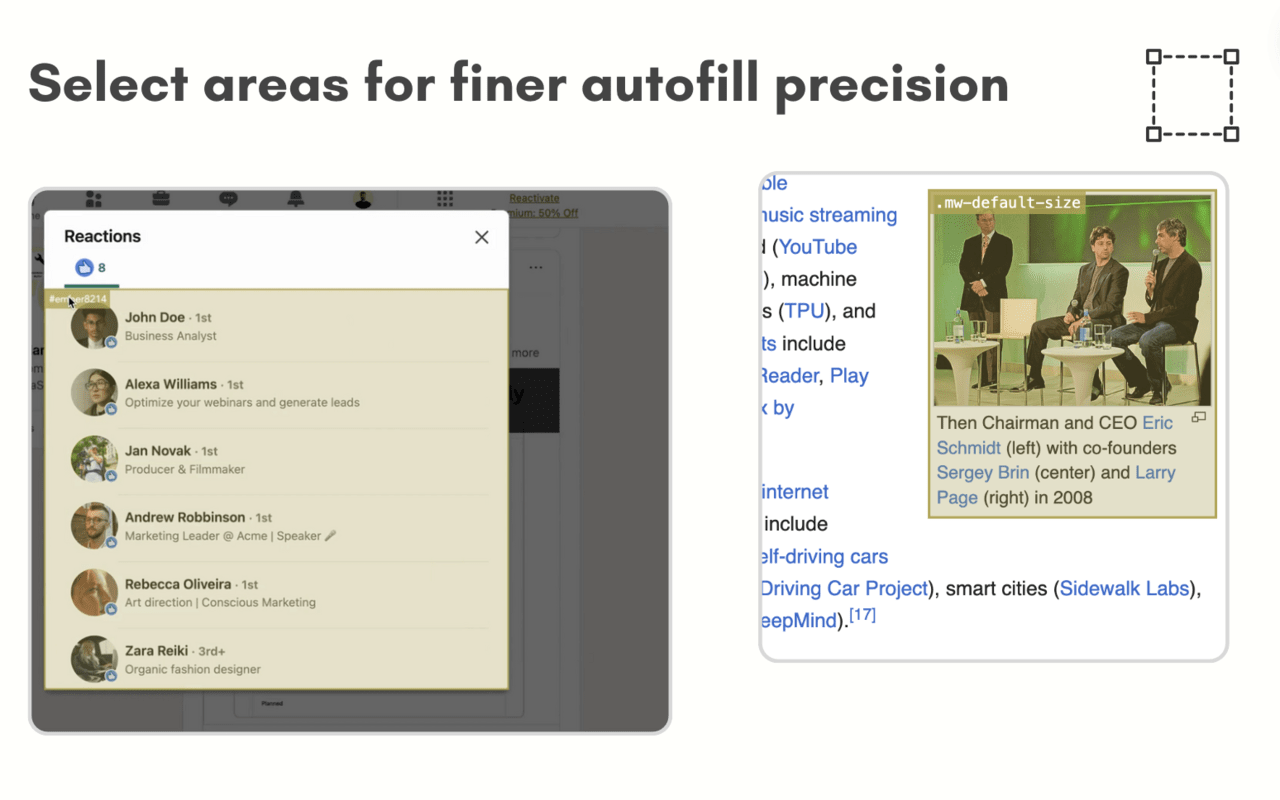 Select areas for finer autofill precision
Reactivate
mium: 50% Off
Reactions
8
John Doe · 1st
Business Analyst
Alexa Williams · 1st
Optimize your webinars and generate leads
Jan Novak · 1st
Producer & Filmmaker
Andrew Robbinson · 1st
Marketing Leader @ Acme | Speaker 🎤
Rebecca Oliveira · 1st
Art direction | Conscious Marketing
Zara Reiki · 3rd+
Organic fashion designer
more
Planned
ble
music streaming
(YouTube
), machine
s (TPU), and
ts include
Reader, Play
x by
internet
include
elf-driving cars
Driving Car Project), smart cities (Sidewalk Labs),
eepMind).[17]
.mw-default-size
Then Chairman and CEO Eric
Schmidt (left) with co-founders
Sergey Brin (center) and Larry
Page (right) in 2008